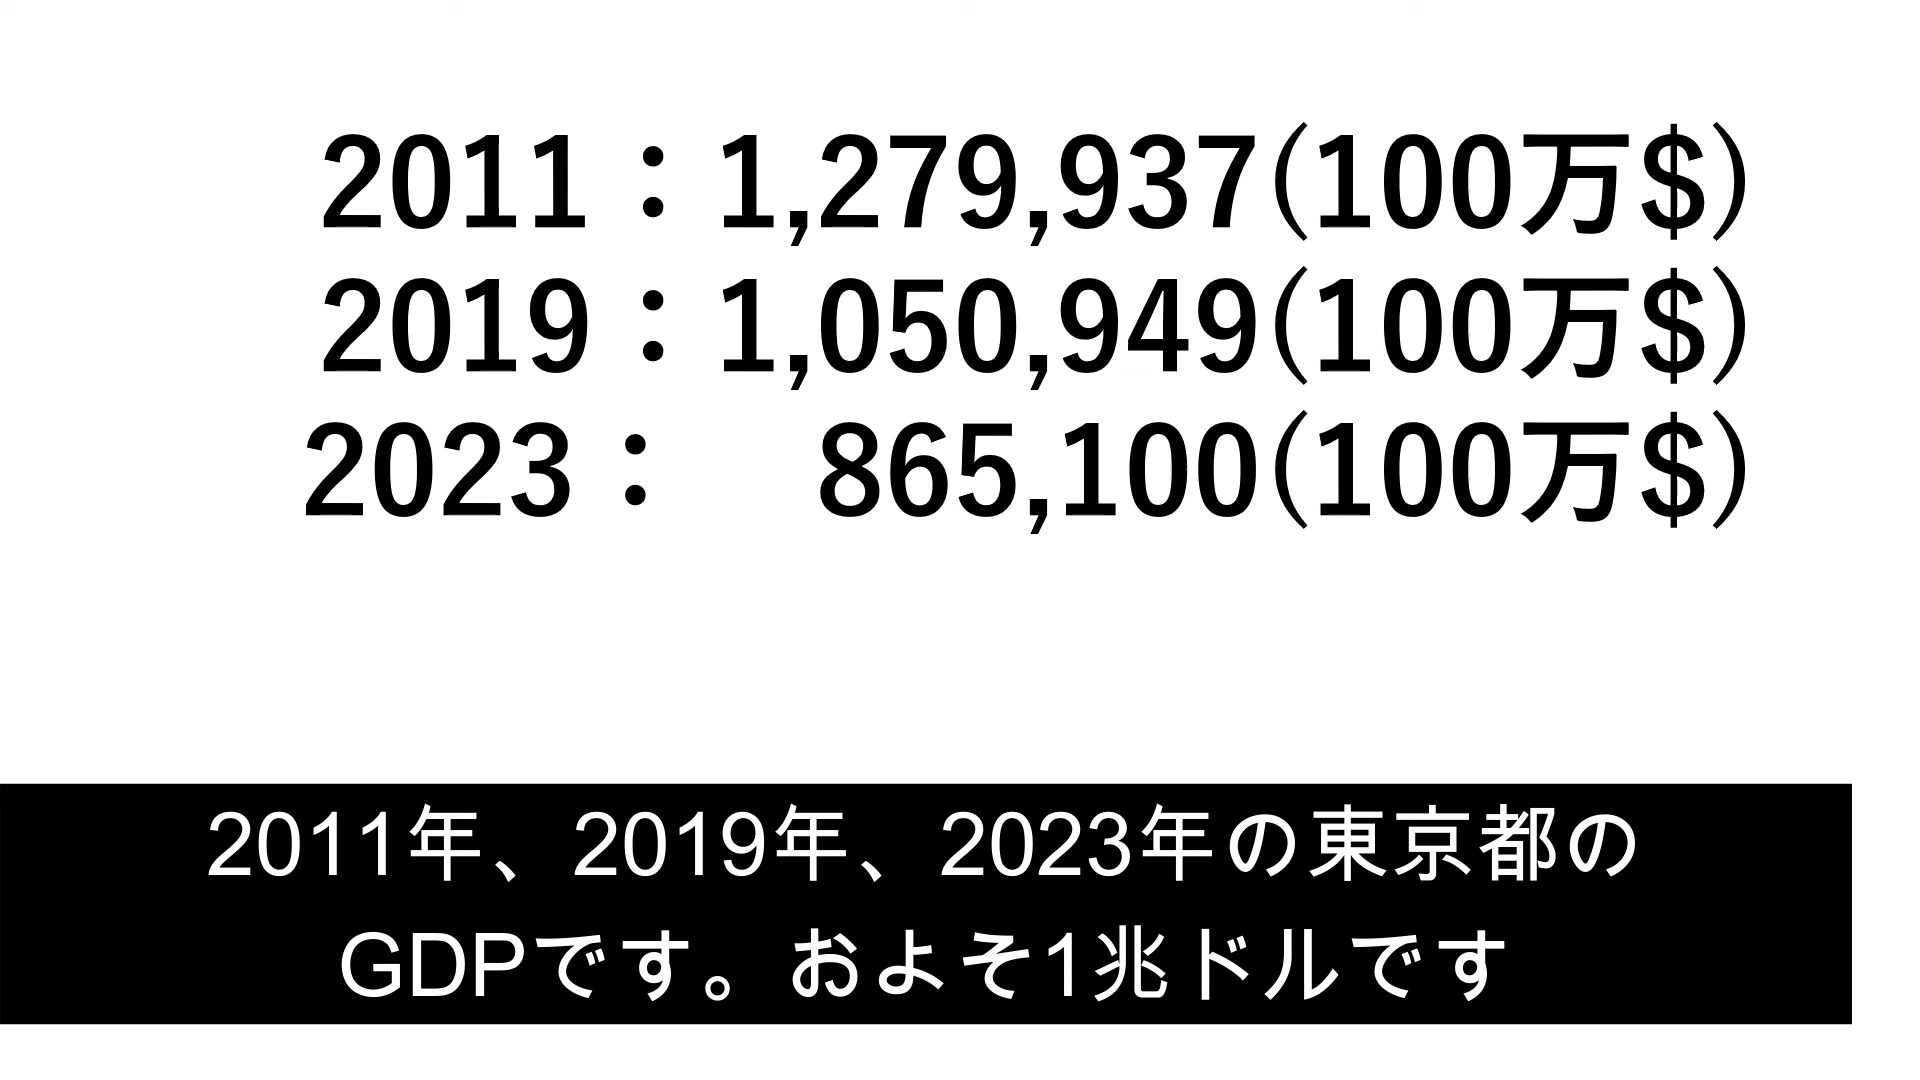 2011：1,279,937(100万$)
2019：1,050,949(100万$)
2023：　865,100(100万$)
2011年、2019年、2023年の東京都の
GDPです。およそ1兆ドルです